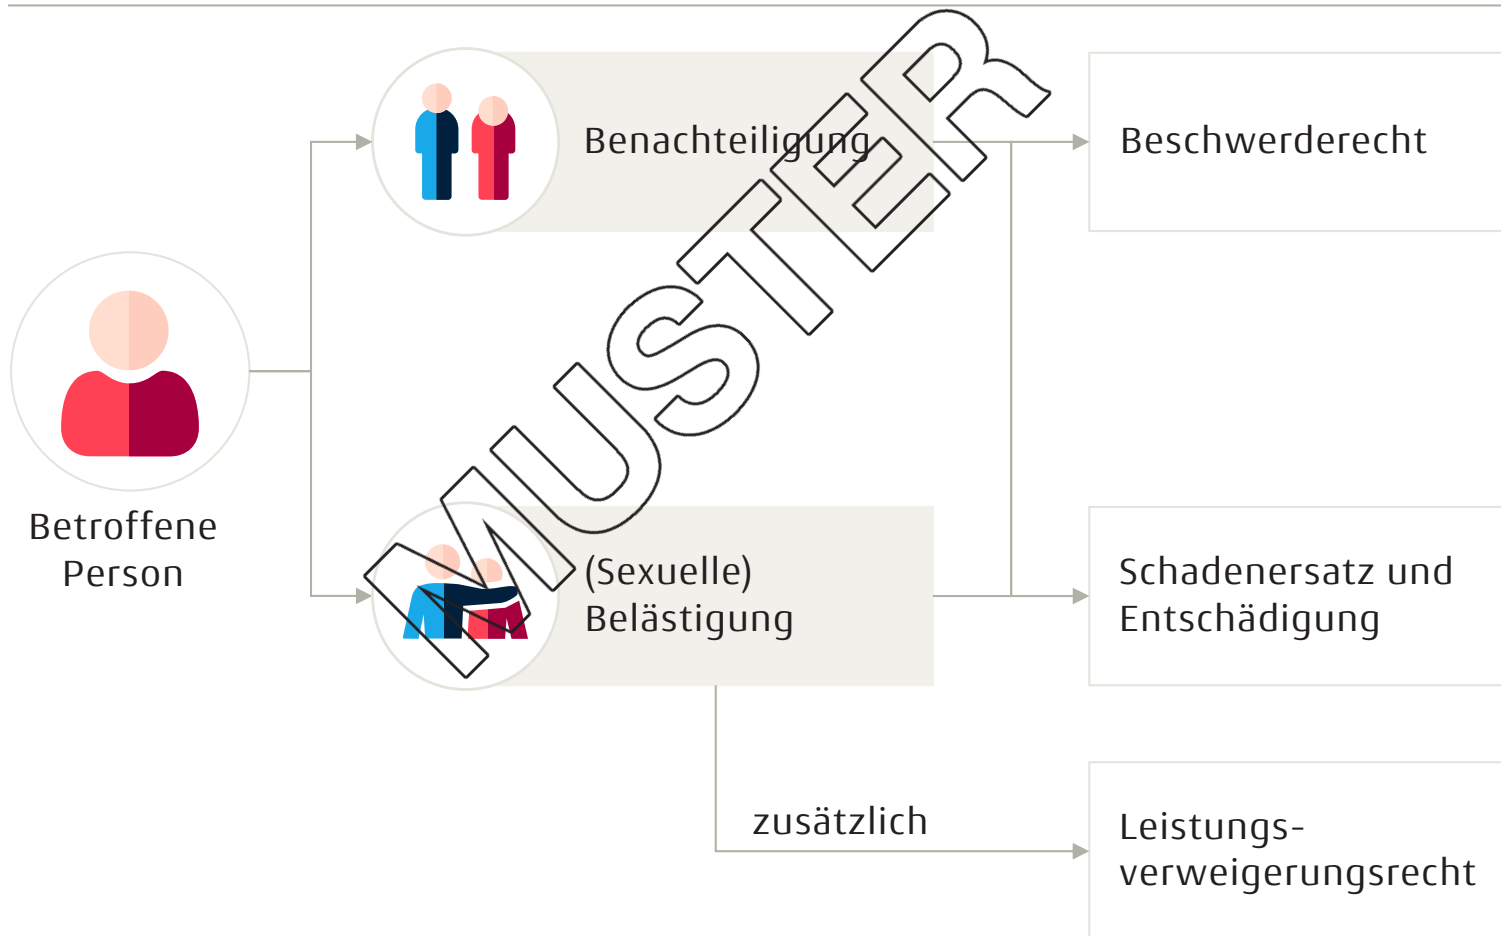 Benachteiligung
Beschwerderecht
Betroffene
Person
(Sexuelle)
Belästigung
Schadenersatz und
Entschädigung
zusätzlich
Leistungs-
verweigerungsrecht
MUSTER